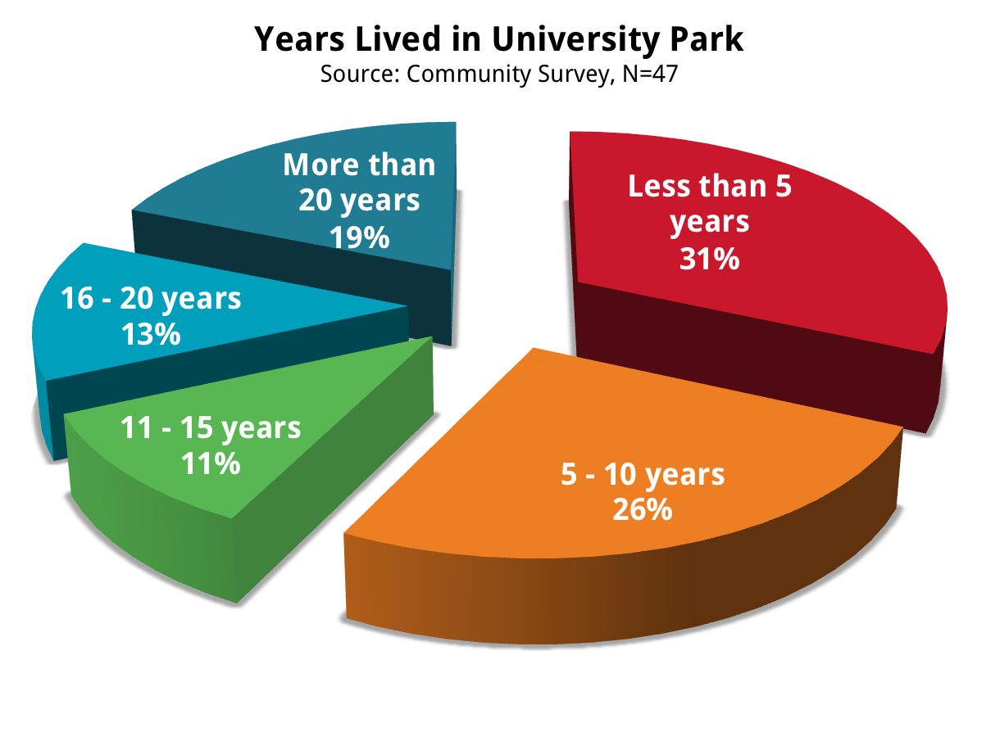 Years Lived in University Park
Source: Community Survey, N=47
More than
20 years
19%
Less than 5
years
31%
16 - 20 years
13%
11 - 15 years
11%
5 - 10 years
26%